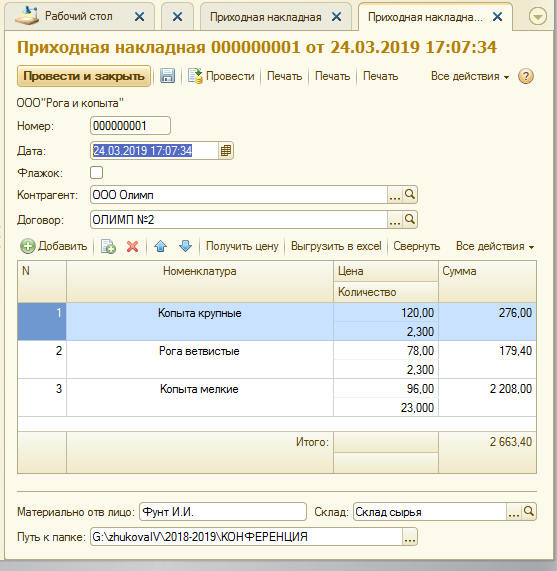 Рабочий стол Приходная накладная Приходная накладна...
Приходная накладная 000000001 от 24.03.2019 17:07:34
Провести и закрыть Провести Печать Печать Печать Все действия
ООО"Рога и копыта"
Номер: 000000001
Дата: 24.03.2019 17:07:34
Флажок:
Контрагент: ООО Олимп ...
Договор: ОЛИМП №2 ...
Добавить Получить цену Выгрузить в excel Свернуть Все действия
N Номенклатура Цена Сумма
Количество
1 Копыта крупные 120,00 276,00
2,300
2 Рога ветвистые 78,00 179,40
2,300
3 Копыта мелкие 96,00 2 208,00
23,000
Итого: 2 663,40
Материально отв лицо: Фунт И.И. Склад: Склад сырья ...
Путь к папке: G:\zhukovaIV\2018-2019\КОНФЕРЕНЦИЯ ...